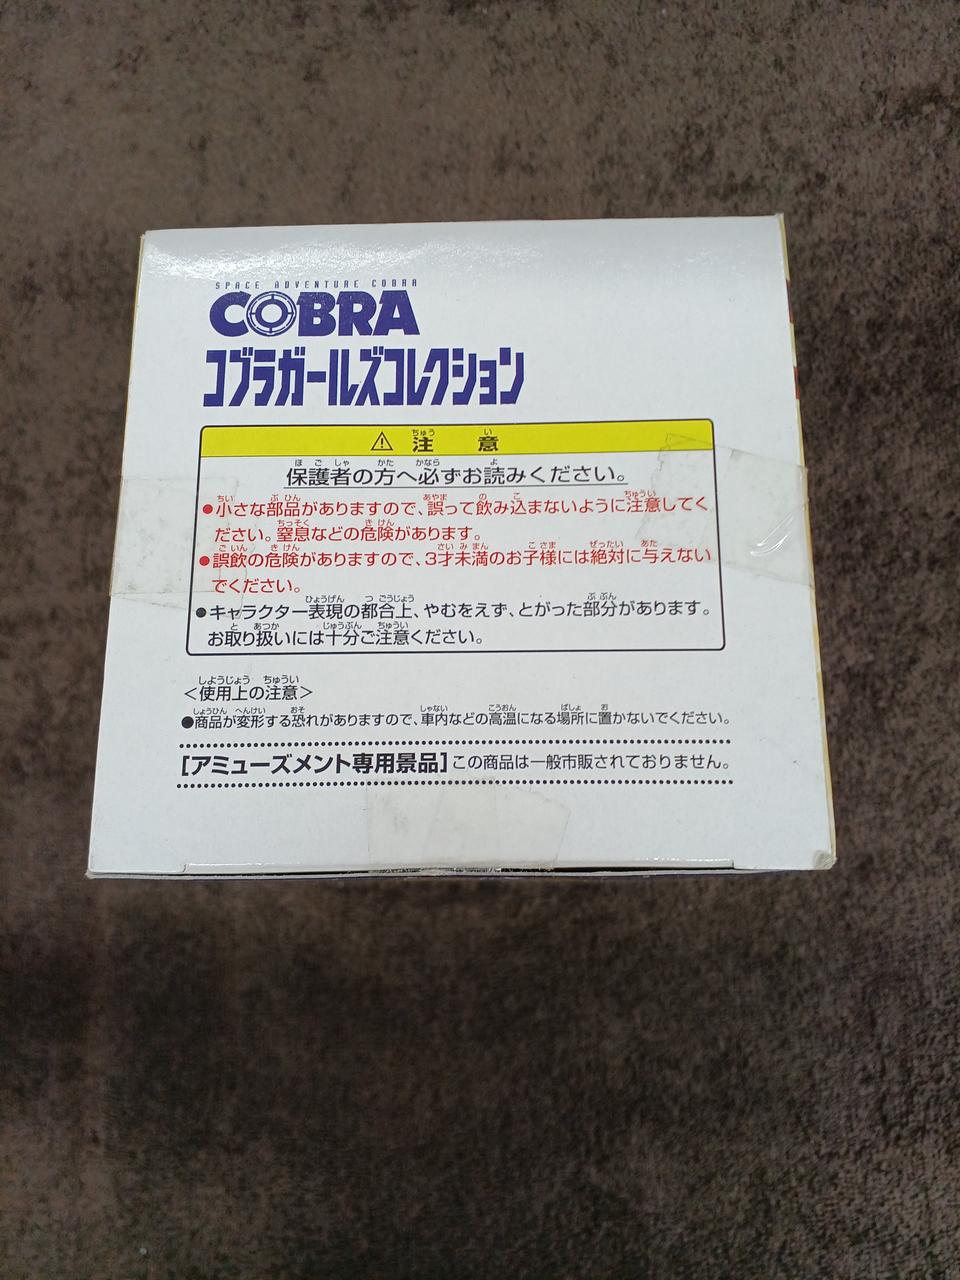 SPACE ADVENTURE COBRA
COBRA
コブラガールズコレクション
⚠ 注意
保護者の方へ必ずお読みください。
●小さな部品がありますので、誤って飲み込まないように注意してく
ださい。窒息などの危険があります。
●誤飲の危険がありますので、3才未満のお子様には絶対に与えない
でください。
●キャラクター表現の都合上、やむをえず、とがった部分があります。
お取り扱いには十分ご注意ください。
＜使用上の注意＞
●商品が変形する恐れがありますので、車内などの高温になる場所に置かないでください。
［アミューズメント専用景品］この商品は一般市販されておりません。